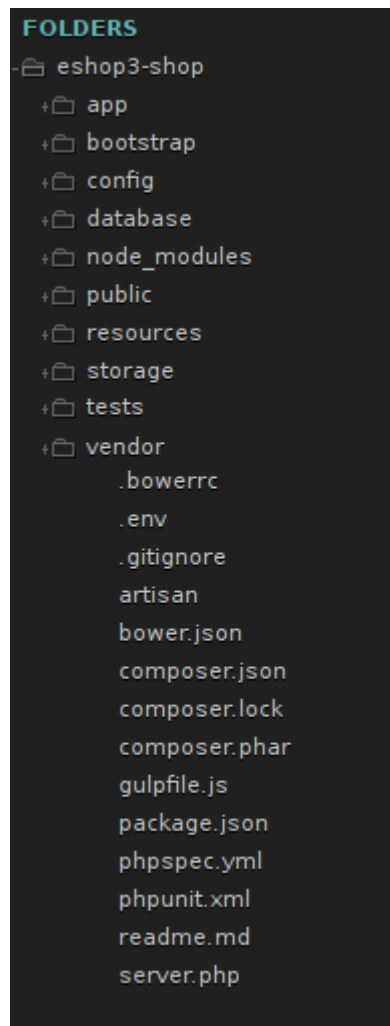 FOLDERS
eshop3-shop
app
bootstrap
config
database
node_modules
public
resources
storage
tests
vendor
.bowerrc
.env
.gitignore
artisan
bower.json
composer.json
composer.lock
composer.phar
gulpfile.js
package.json
phpspec.yml
phpunit.xml
readme.md
server.php